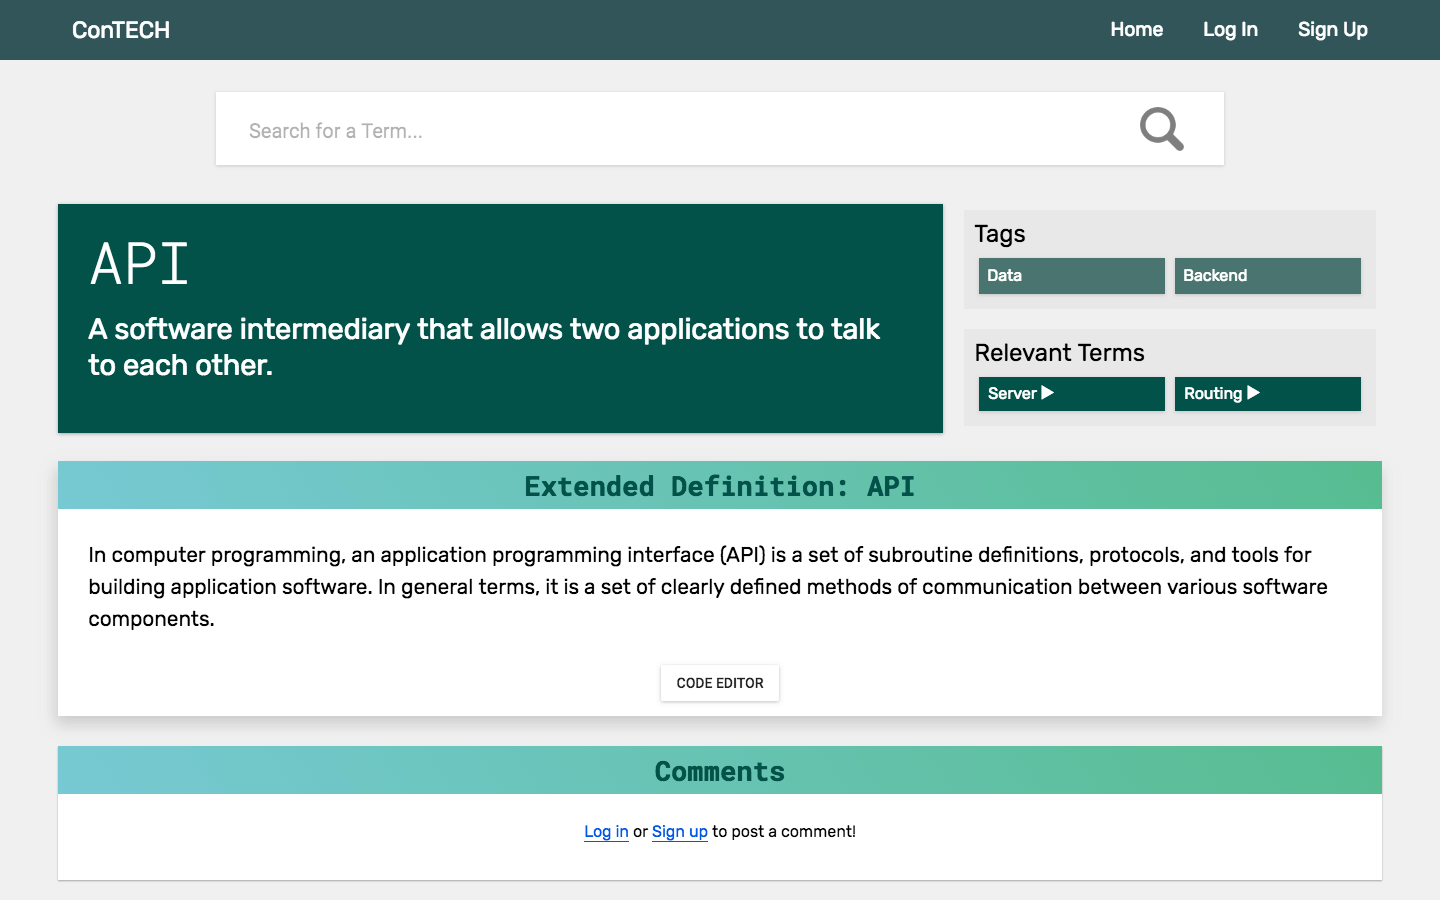 ConTECH
Home Log In Sign Up
Search for a Term...
API
A software intermediary that allows two applications to talk
to each other.
Tags
Data Backend
Relevant Terms
Server ▶ Routing ▶
Extended Definition: API
In computer programming, an application programming interface (API) is a set of subroutine definitions, protocols, and tools for
building application software. In general terms, it is a set of clearly defined methods of communication between various software
components.
CODE EDITOR
Comments
Log in or Sign up to post a comment!